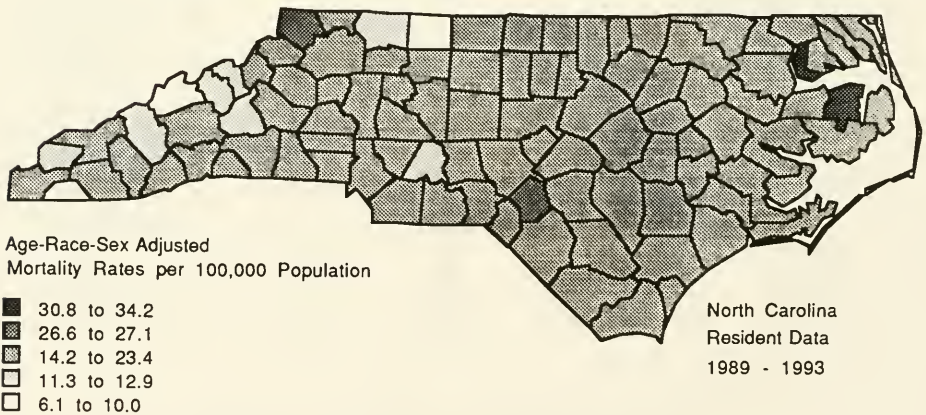 Age-Race-Sex Adjusted
Mortality Rates per 100,000 Population
30.8 to 34.2
26.6 to 27.1
14.2 to 23.4
11.3 to 12.9
6.1 to 10.0
North Carolina
Resident Data
1989 - 1993